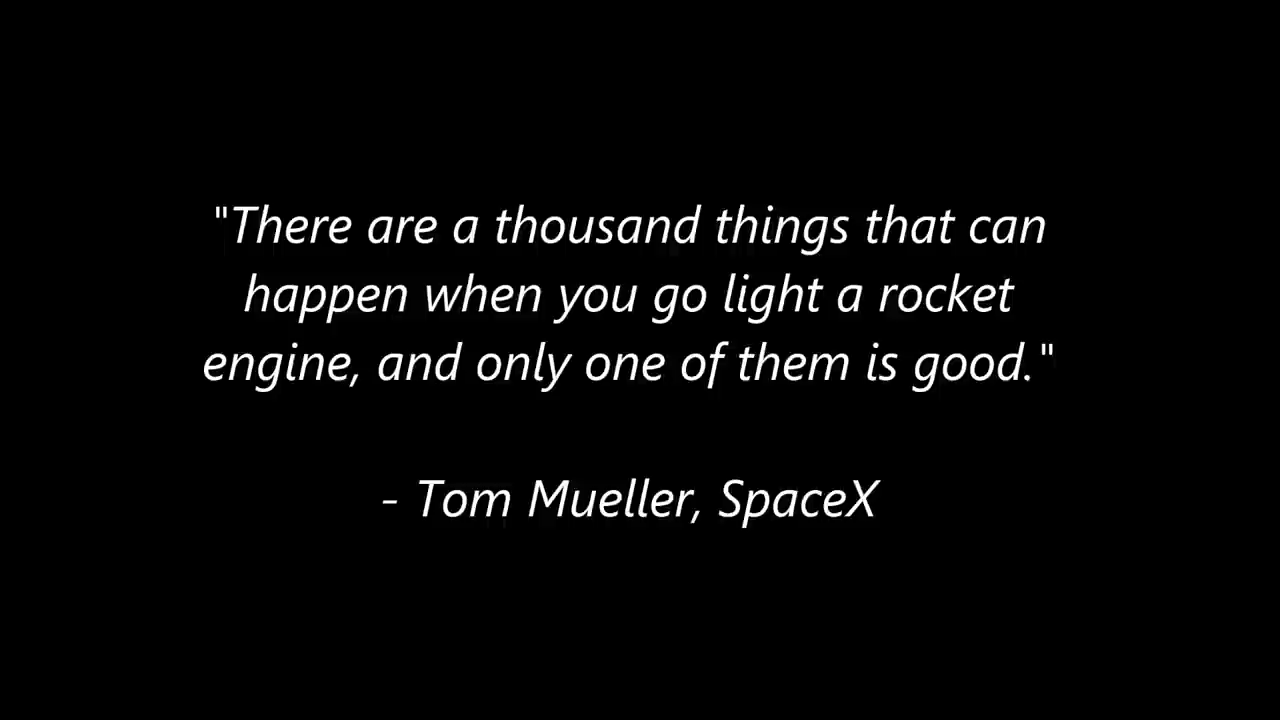 "There are a thousand things that can
happen when you go light a rocket
engine, and only one of them is good."
- Tom Mueller, SpaceX